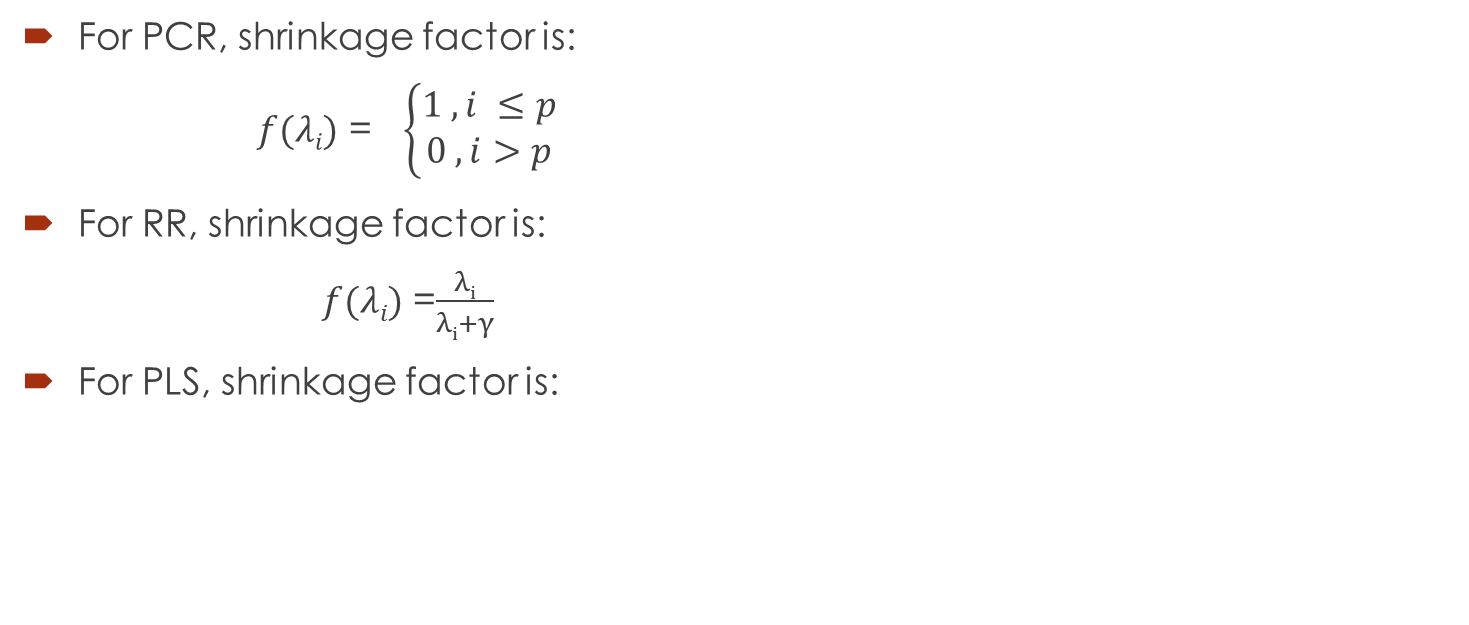 For PCR, shrinkage factor is:
f(λᵢ) = {1 , i ≤ p
0 , i > p
For RR, shrinkage factor is:
f(λᵢ) = λᵢ / λᵢ+γ
For PLS, shrinkage factor is: